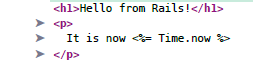 <h1>Hello from Rails!</h1>
<p>
It is now <%= Time.now %>
</p>